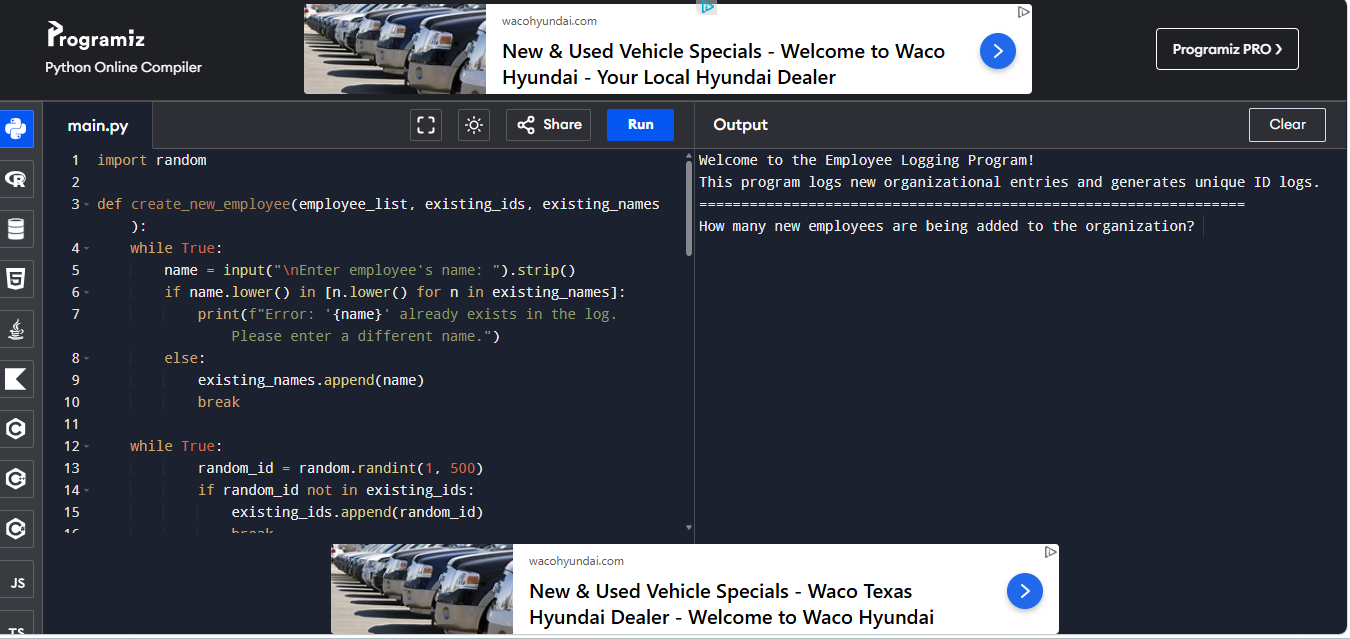 Programiz
Python Online Compiler
wacohyundai.com
New & Used Vehicle Specials - Welcome to Waco
Hyundai - Your Local Hyundai Dealer
Programiz PRO ›
main.py
Share
Run
Output
Clear
1 import random
2
3 def create_new_employee(employee_list, existing_ids, existing_names
):
4 while True:
5 name = input("\nEnter employee's name: ").strip()
6 if name.lower() in [n.lower() for n in existing_names]:
7 print(f"Error: '{name}' already exists in the log.
Please enter a different name.")
8 else:
9 existing_names.append(name)
10 break
11
12 while True:
13 random_id = random.randint(1, 500)
14 if random_id not in existing_ids:
15 existing_ids.append(random_id)
16 break
Welcome to the Employee Logging Program!
This program logs new organizational entries and generates unique ID logs.
=================================================================
How many new employees are being added to the organization?
R
JS
TS
wacohyundai.com
New & Used Vehicle Specials - Waco Texas
Hyundai Dealer - Welcome to Waco Hyundai